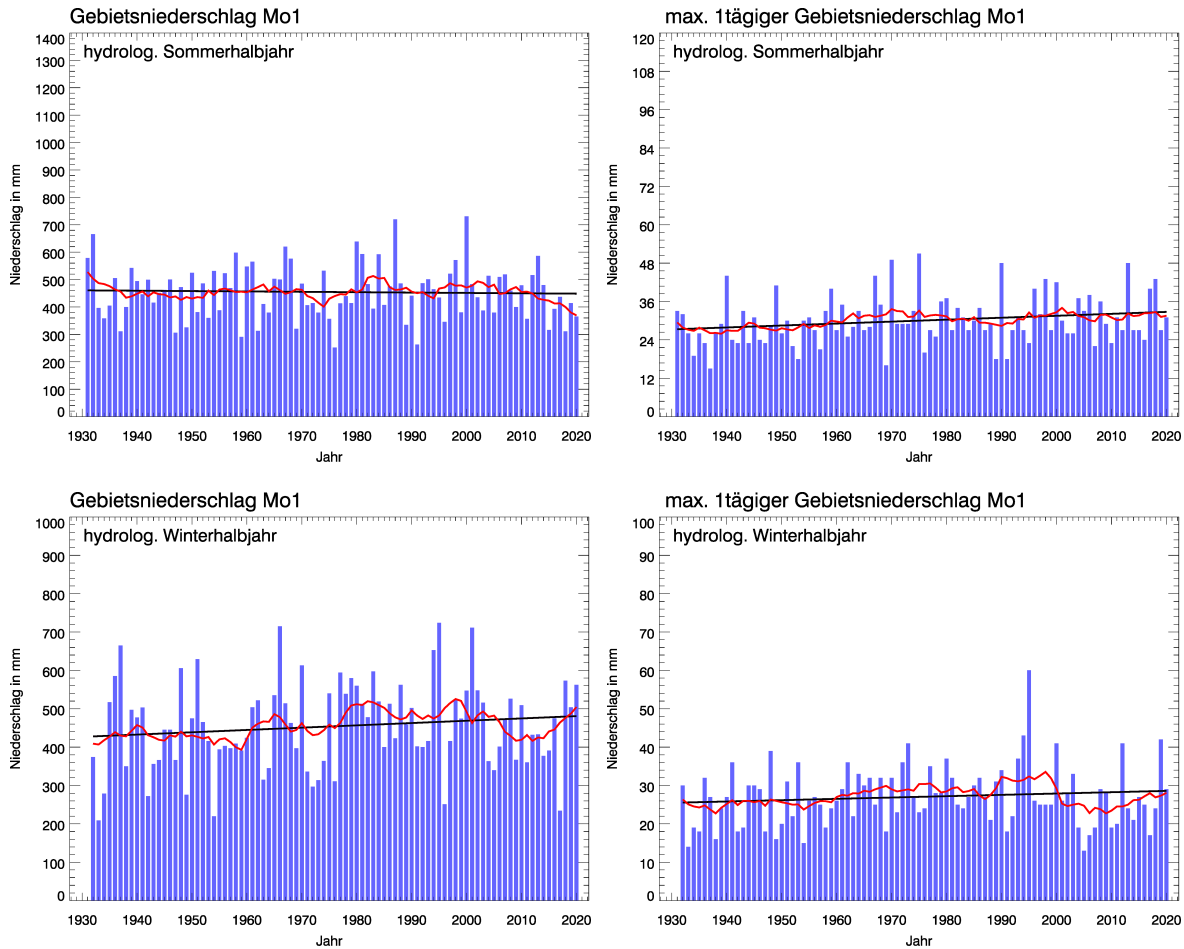 Gebietsniederschlag Mo1
hydrolog. Sommerhalbjahr
Niederschlag in mm
1400
1300
1200
1100
1000
900
800
700
600
500
400
300
200
100
0
1930 1940 1950 1960 1970 1980 1990 2000 2010 2020
Jahr
max. 1tägiger Gebietsniederschlag Mo1
hydrolog. Sommerhalbjahr
Niederschlag in mm
120
108
96
84
72
60
48
36
24
12
0
1930 1940 1950 1960 1970 1980 1990 2000 2010 2020
Jahr
Gebietsniederschlag Mo1
hydrolog. Winterhalbjahr
Niederschlag in mm
1000
900
800
700
600
500
400
300
200
100
0
1930 1940 1950 1960 1970 1980 1990 2000 2010 2020
Jahr
max. 1tägiger Gebietsniederschlag Mo1
hydrolog. Winterhalbjahr
Niederschlag in mm
100
90
80
70
60
50
40
30
20
10
0
1930 1940 1950 1960 1970 1980 1990 2000 2010 2020
Jahr